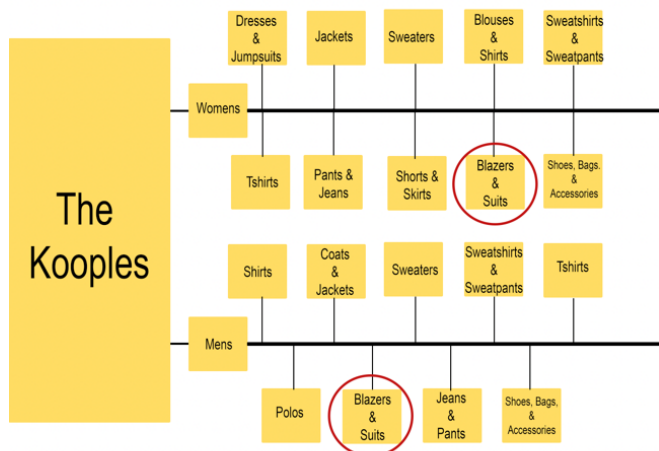 The
Kooples
Womens
Dresses
&
Jumpsuits
Jackets
Sweaters
Blouses
&
Shirts
Sweatshirts
&
Sweatpants
Tshirts
Pants &
Jeans
Shorts &
Skirts
Blazers
&
Suits
Shoes, Bags.
&
Accessories
Mens
Shirts
Coats
&
Jackets
Sweaters
Sweatshirts
&
Sweatpants
Tshirts
Polos
Blazers
&
Suits
Jeans
&
Pants
Shoes, Bags,
&
Accessories